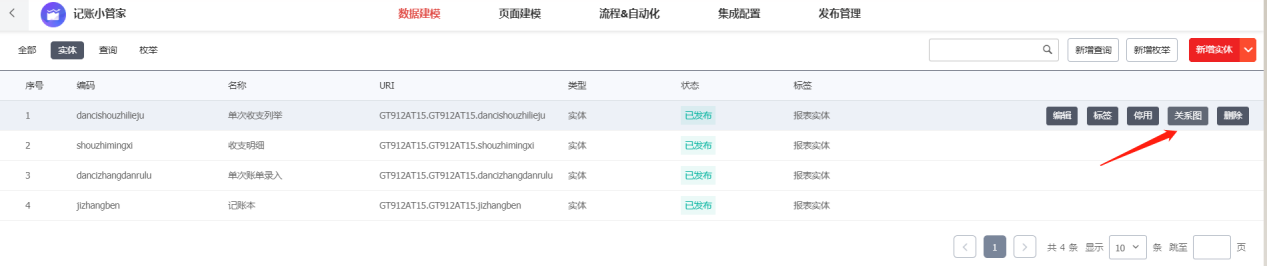 记账小管家 数据建模 页面建模 流程&自动化 集成配置 发布管理
全部 实体 查询 枚举 新增查询 新增枚举 新增实体
序号 编码 名称 URI 类型 状态 标签
1 dancishouzhilieju 单次收支列举 GT912AT15.GT912AT15.dancishouzhilieju 实体 已发布 报表实体 编辑 标签 停用 关系图 删除
2 shouzhimingxi 收支明细 GT912AT15.GT912AT15.shouzhimingxi 实体 已发布 报表实体
3 dancizhangdanrulu 单次账单录入 GT912AT15.GT912AT15.dancizhangdanrulu 实体 已发布 报表实体
4 jizhangben 记账本 GT912AT15.GT912AT15.jizhangben 实体 已发布 报表实体
1 共 4 条 显示 10 条 跳至 页